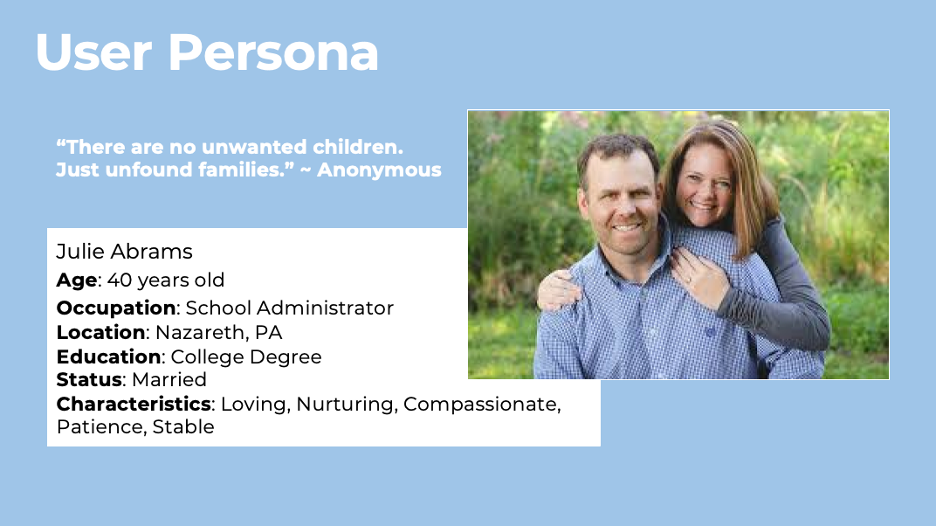 User Persona
“There are no unwanted children.
Just unfound families.” ~ Anonymous
Julie Abrams
Age: 40 years old
Occupation: School Administrator
Location: Nazareth, PA
Education: College Degree
Status: Married
Characteristics: Loving, Nurturing, Compassionate,
Patience, Stable